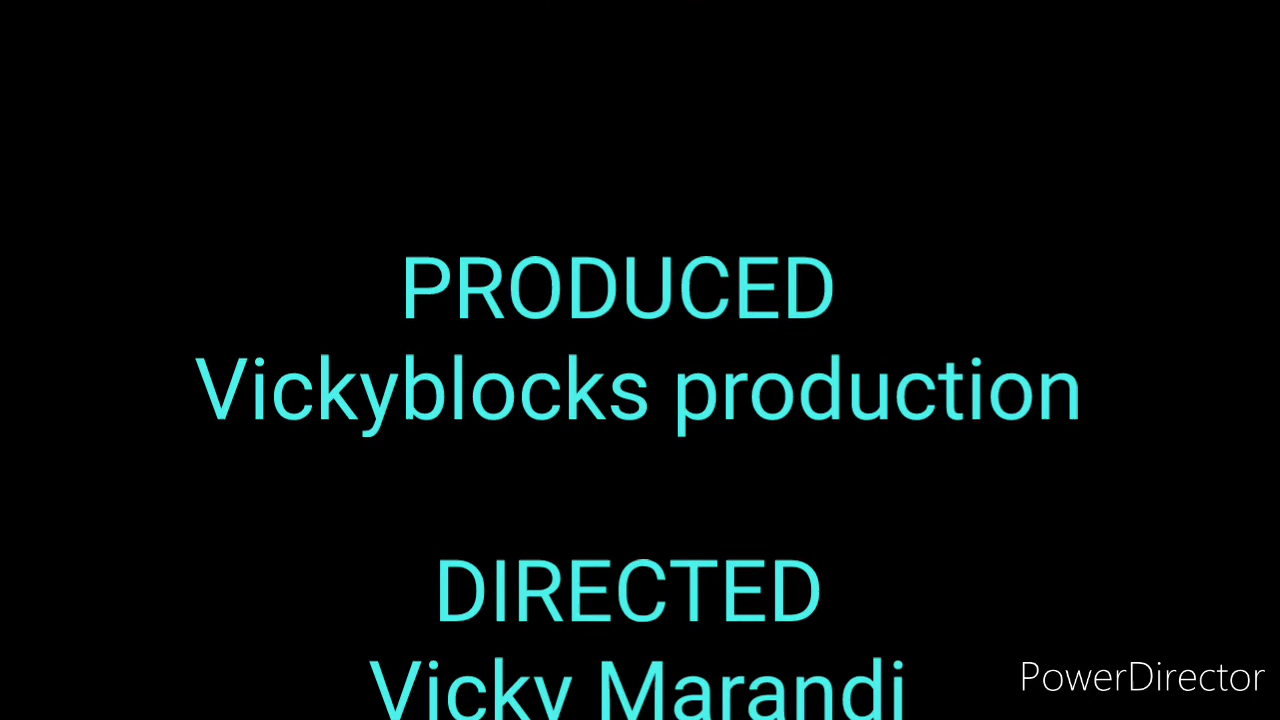 PRODUCED
Vickyblocks production
DIRECTED
Vicky Marandi
PowerDirector